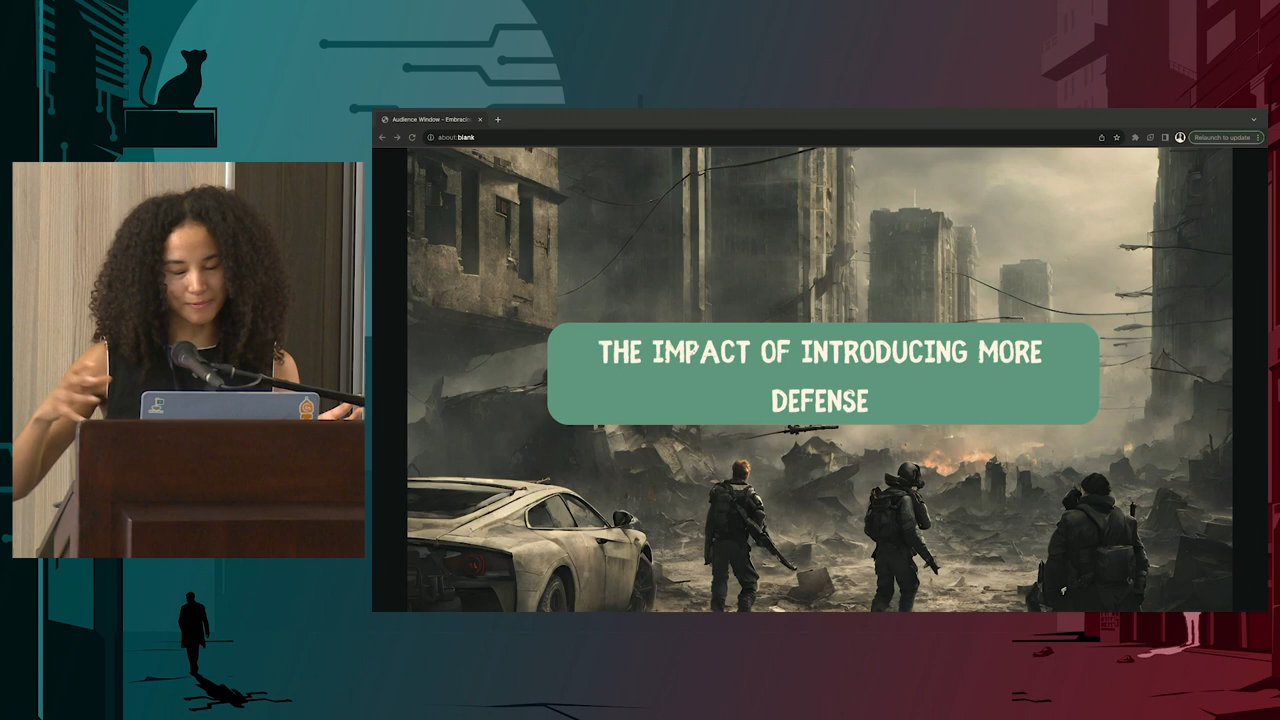 Audience Window - Embracin
about:blank
Relaunch to update
THE IMPACT OF INTRODUCING MORE
DEFENSE